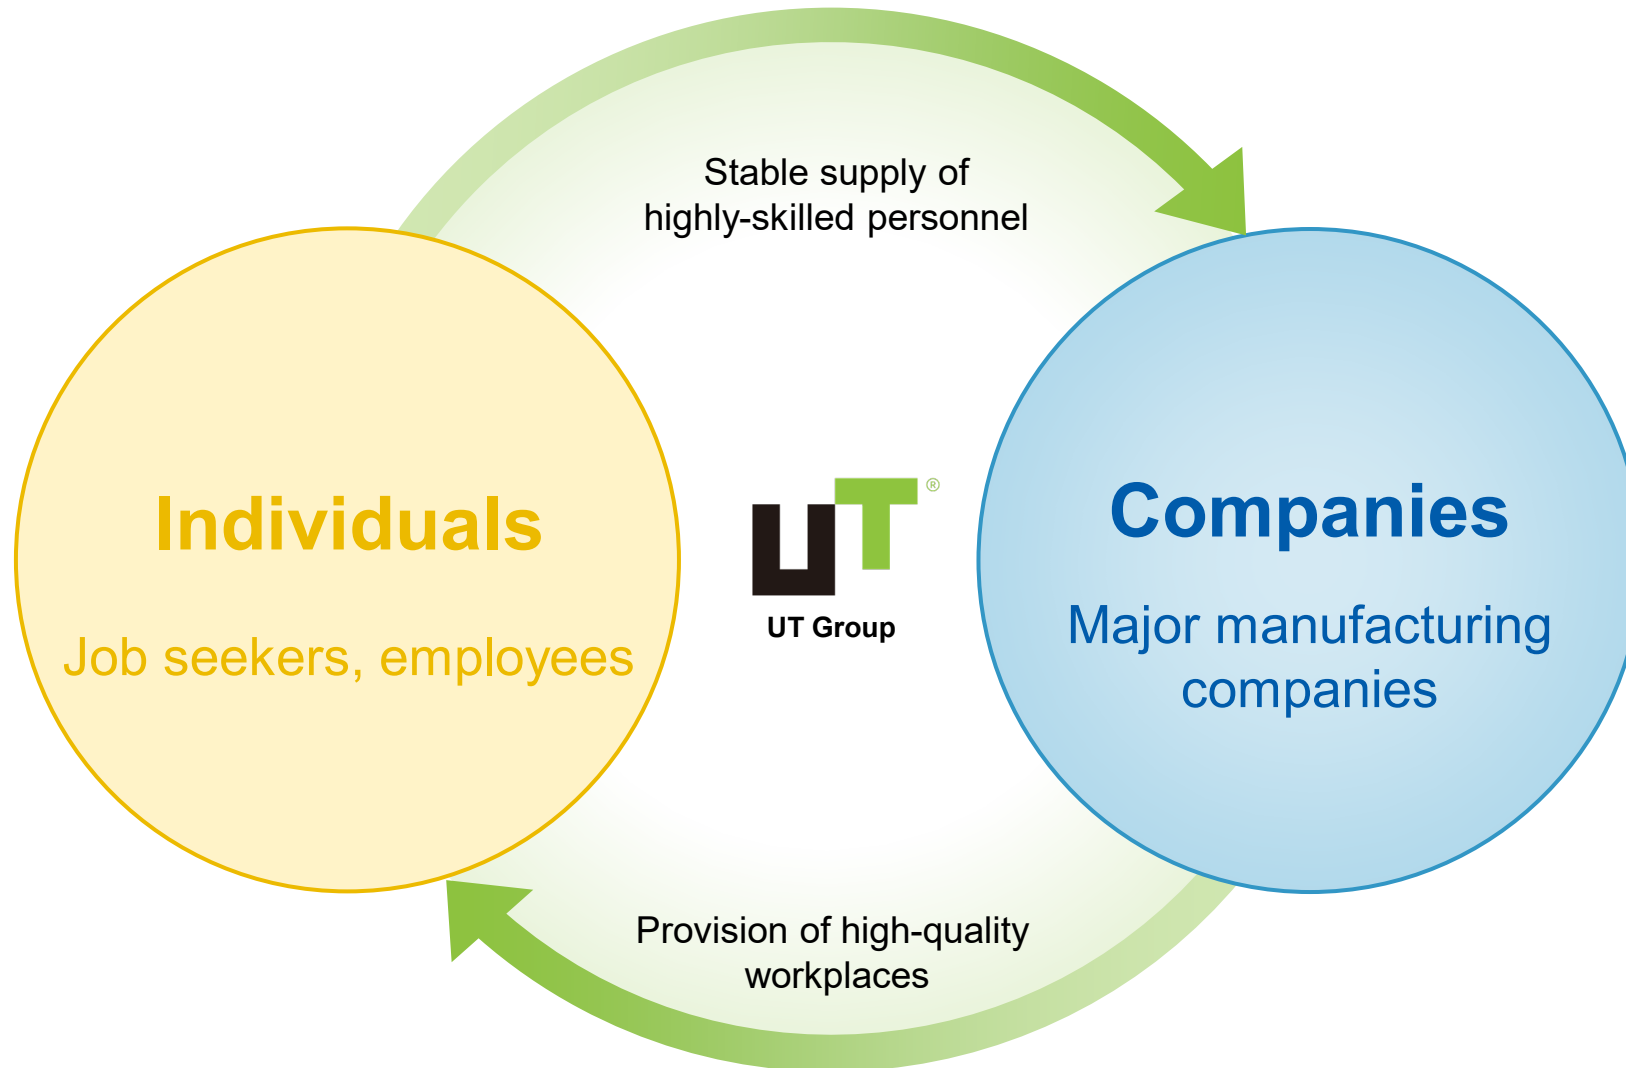 Stable supply of
highly-skilled personnel
Individuals
Job seekers, employees
UT ®
UT Group
Companies
Major manufacturing
companies
Provision of high-quality
workplaces